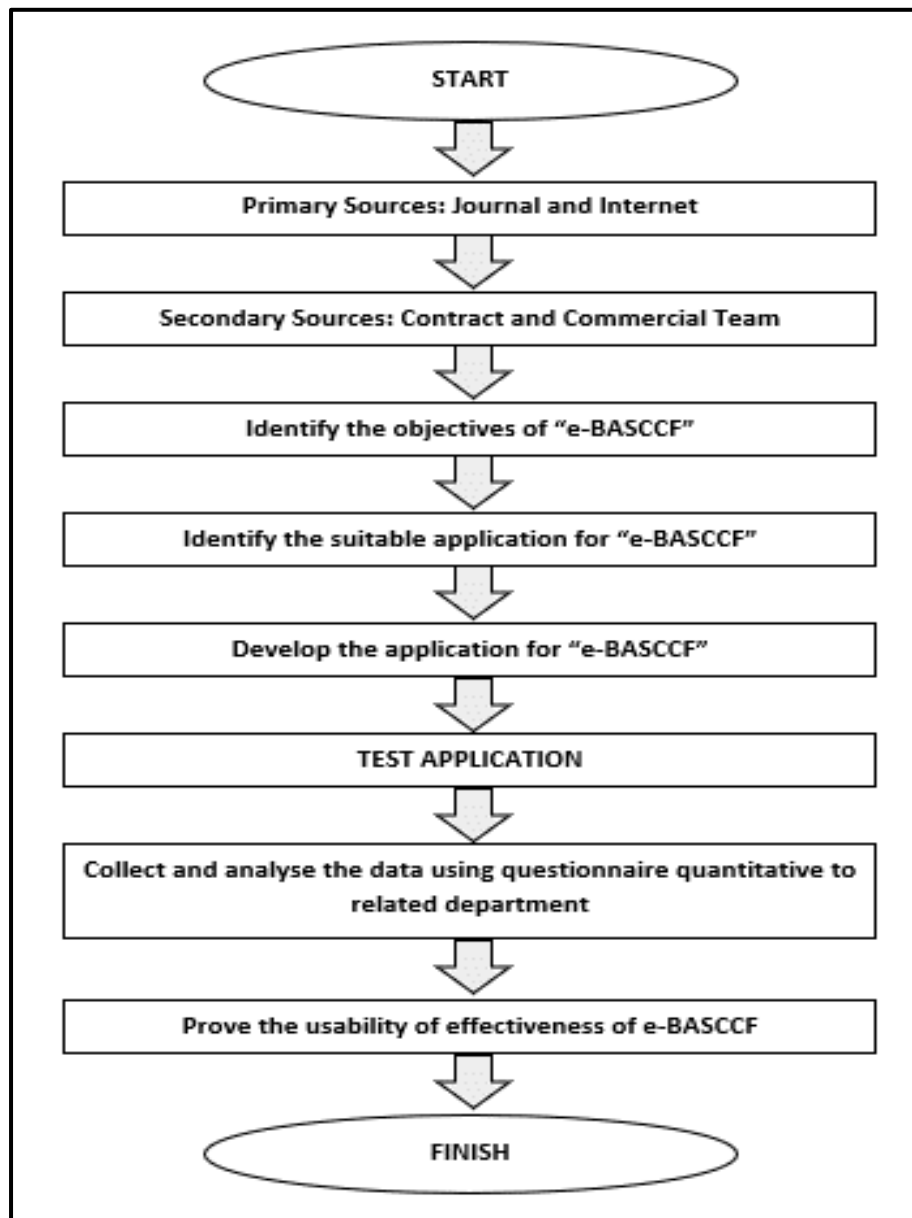 START
Primary Sources: Journal and Internet
Secondary Sources: Contract and Commercial Team
Identify the objectives of “e-BASCCF”
Identify the suitable application for “e-BASCCF”
Develop the application for “e-BASCCF”
TEST APPLICATION
Collect and analyse the data using questionnaire quantitative to
related department
Prove the usability of effectiveness of e-BASCCF
FINISH